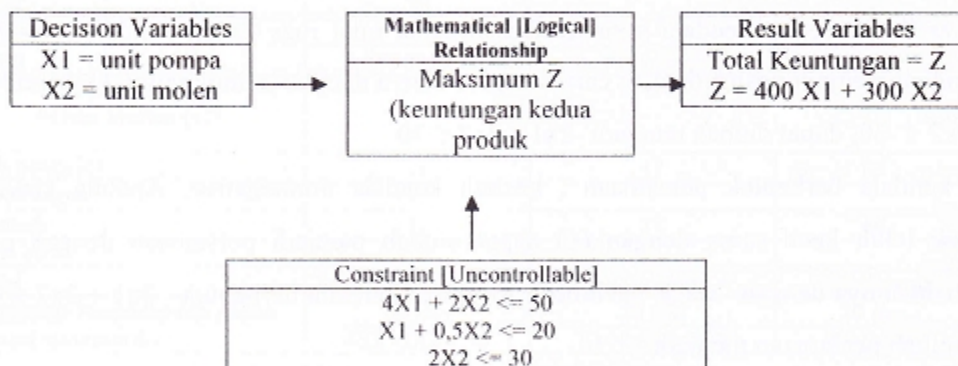 Decision Variables
X1 = unit pompa
X2 = unit molen
Mathematical [Logical]
Relationship
Maksimum Z
(keuntungan kedua
produk
Result Variables
Total Keuntungan = Z
Z = 400 X1 + 300 X2
Constraint [Uncontrollable]
4X1 + 2X2 <= 50
X1 + 0,5X2 <= 20
2X2 <= 30